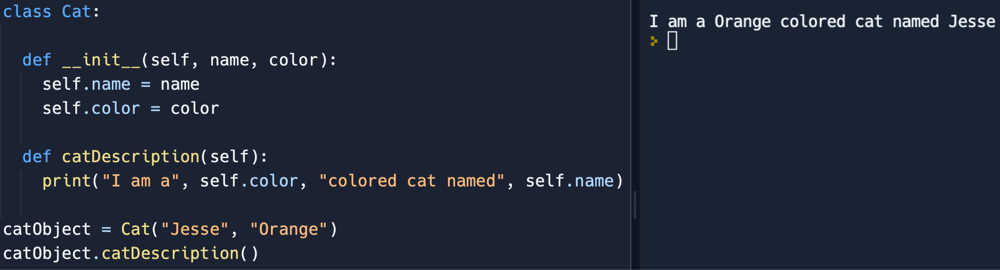 class Cat:
  def __init__(self, name, color):
    self.name = name
    self.color = color
  def catDescription(self):
    print("I am a", self.color, "colored cat named", self.name)
catObject = Cat("Jesse", "Orange")
catObject.catDescription()
I am a Orange colored cat named Jesse